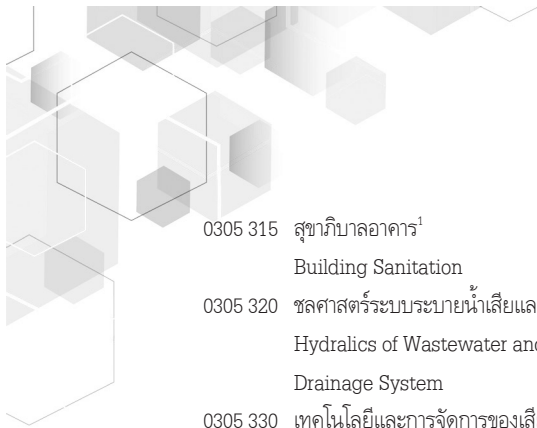 0305 315 สุขาภิบาลอาคาร¹
Building Sanitation
0305 320 ชลศาสตร์ระบบระบายน้ำเสียแล
Hydralics of Wastewater and
Drainage System
0305 330 เทคโนโลยีและการจัดการของเสี